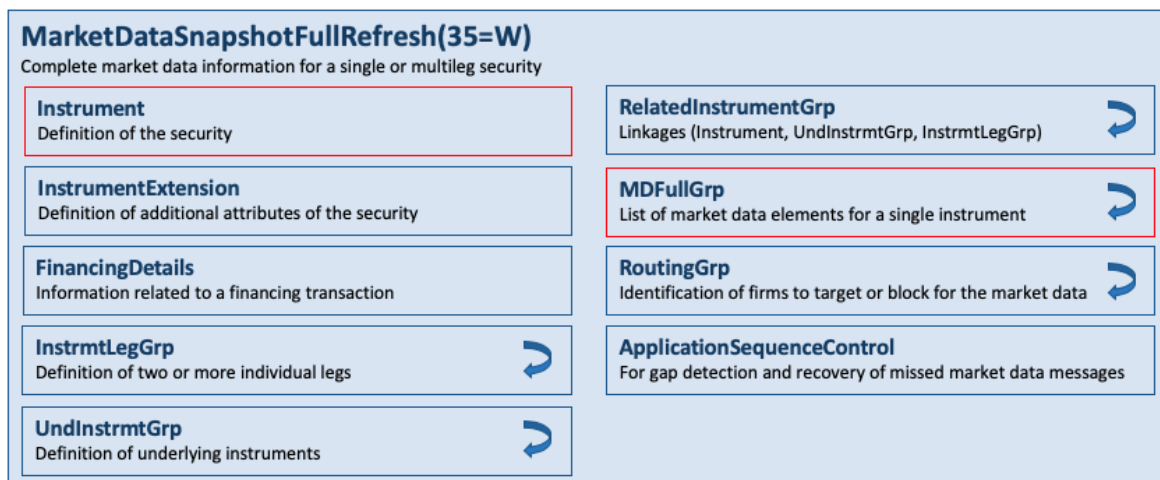 MarketDataSnapshotFullRefresh(35=W)
Complete market data information for a single or multileg security
Instrument
Definition of the security
InstrumentExtension
Definition of additional attributes of the security
FinancingDetails
Information related to a financing transaction
InstrmtLegGrp
Definition of two or more individual legs
UndInstrmtGrp
Definition of underlying instruments
RelatedInstrumentGrp
Linkages (Instrument, UndInstrmtGrp, InstrmtLegGrp)
MDFullGrp
List of market data elements for a single instrument
RoutingGrp
Identification of firms to target or block for the market data
ApplicationSequenceControl
For gap detection and recovery of missed market data messages